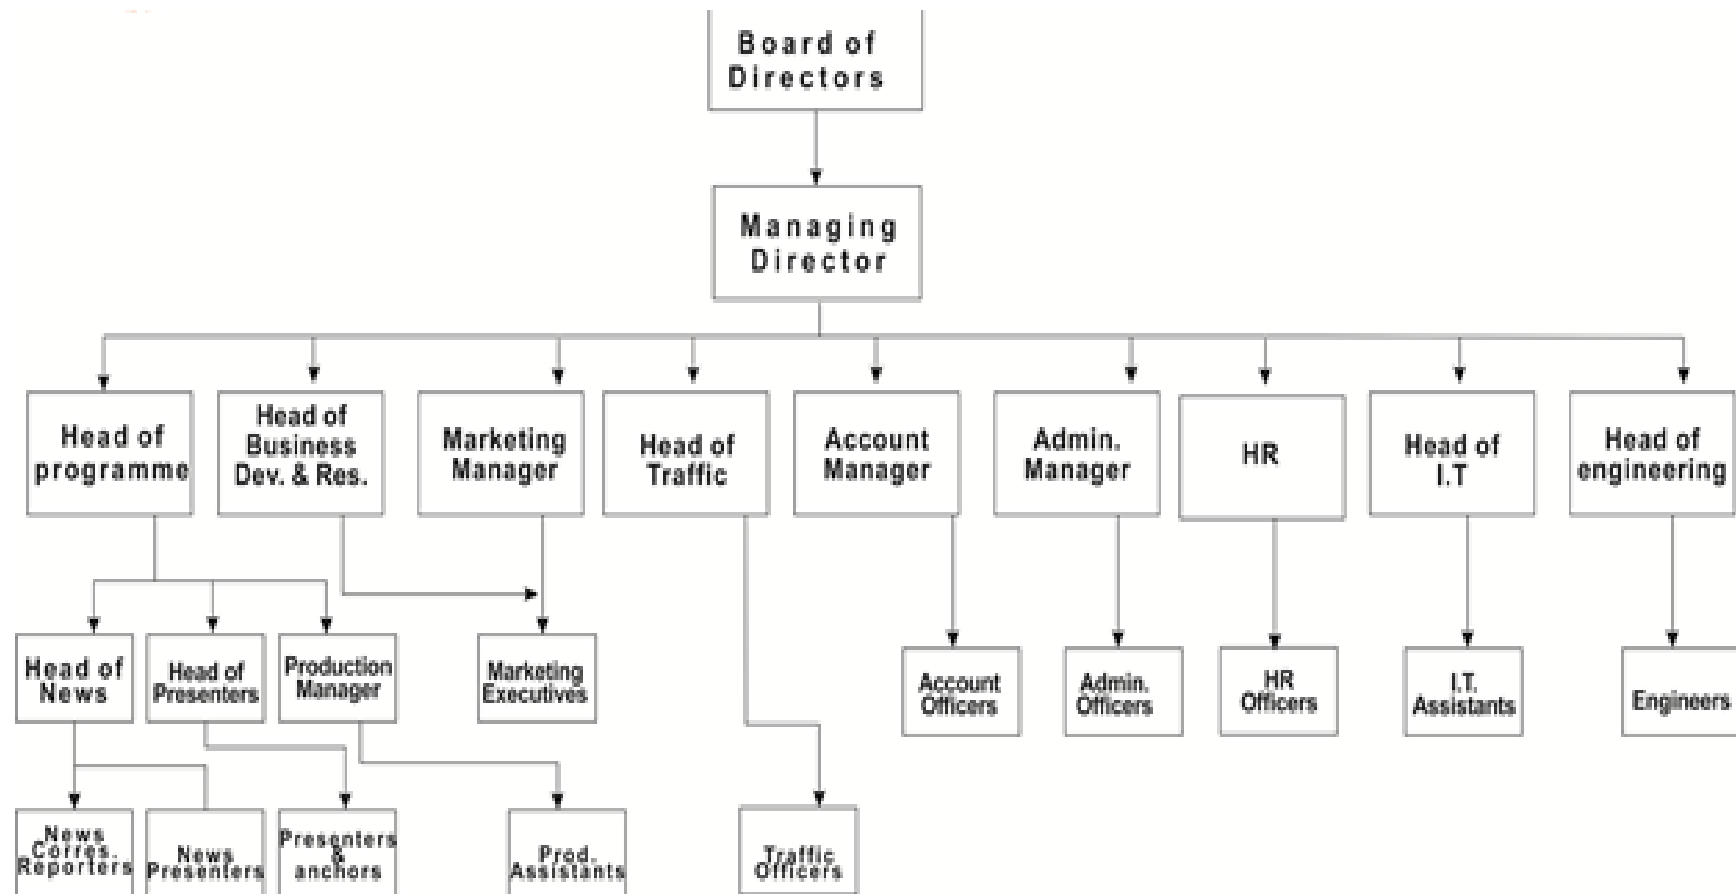 Board of
Directors
Managing
Director
Head of
programme
Head of
Business
Dev. & Res.
Marketing
Manager
Head of
Traffic
Account
Manager
Admin.
Manager
HR
Head of
I.T
Head of
engineering
Head of
News
Head of
Presenters
Production
Manager
Marketing
Executives
Account
Officers
Admin.
Officers
HR
Officers
I.T.
Assistants
Engineers
News
Corres.
Reporters
News
Presenters
Presenters
&
anchors
Prod.
Assistants
Traffic
Officers